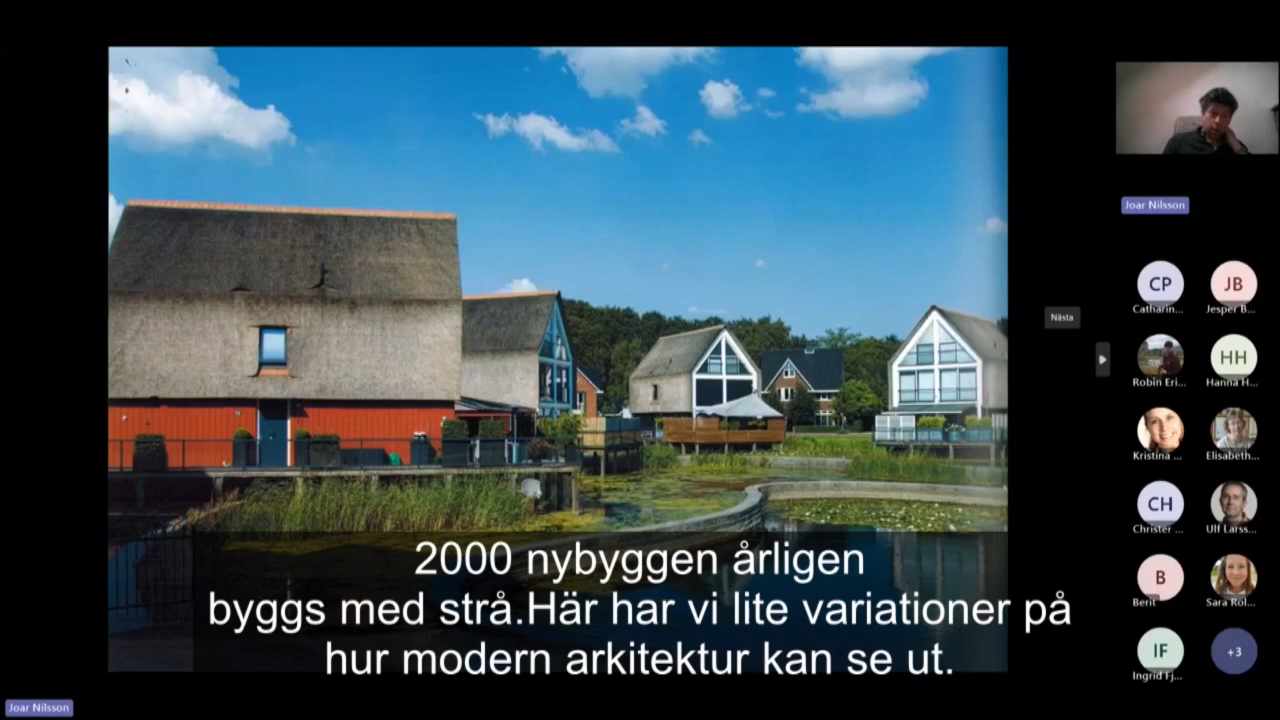 Joar Nilsson
CP
Catharin...
JB
Jesper B...
Nästa
Robin Eri...
HH
Hanna H...
Kristina ...
Elisabeth...
CH
Christer ...
Ulf Larss...
B
Berit
Sara Rol...
IF
Ingrid Fj...
+3
2000 nybyggen årligen
byggs med strå.Här har vi lite variationer på
hur modern arkitektur kan se ut.
Joar Nilsson